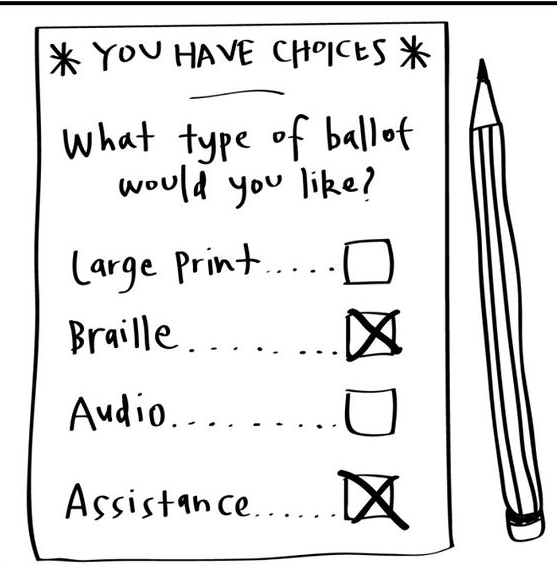 * YOU HAVE CHOICES *
What type of ballot
would you like?
Large Print.....
Braille..........
Audio..........
Assistance......